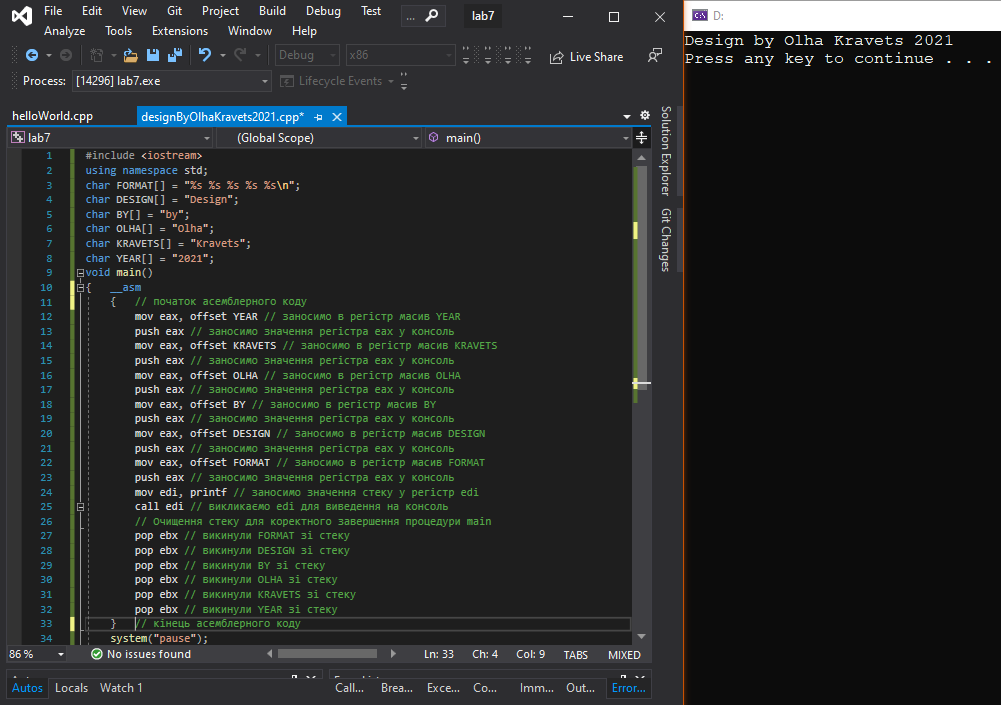 File Edit View Git Project Build Debug Test ... lab7
Analyze Tools Extensions Window Help
Debug x86 Live Share
Process: [14296] lab7.exe Lifecycle Events
helloWorld.cpp designByOlhaKravets2021.cpp*
lab7 (Global Scope) main()
1 #include <iostream>
2 using namespace std;
3 char FORMAT[] = "%s %s %s %s %s\n";
4 char DESIGN[] = "Design";
5 char BY[] = "by";
6 char OLHA[] = "Olha";
7 char KRAVETS[] = "Kravets";
8 char YEAR[] = "2021";
9 void main()
10 { __asm
11 { // початок асемблерного коду
12 mov eax, offset YEAR // заносимо в регістр масив YEAR
13 push eax // заносимо значення регістра eax у консоль
14 mov eax, offset KRAVETS // заносимо в регістр масив KRAVETS
15 push eax // заносимо значення регістра eax у консоль
16 mov eax, offset OLHA // заносимо в регістр масив OLHA
17 push eax // заносимо значення регістра eax у консоль
18 mov eax, offset BY // заносимо в регістр масив BY
19 push eax // заносимо значення регістра eax у консоль
20 mov eax, offset DESIGN // заносимо в регістр масив DESIGN
21 push eax // заносимо значення регістра eax у консоль
22 mov eax, offset FORMAT // заносимо в регістр масив FORMAT
23 push eax // заносимо значення регістра eax у консоль
24 mov edi, printf // заносимо значення стеку у регістр edi
25 call edi // викликаємо edi для виведення на консоль
26 // Очищення стеку для коректного завершення процедури main
27 pop ebx // викинули FORMAT зі стеку
28 pop ebx // викинули DESIGN зі стеку
29 pop ebx // викинули BY зі стеку
30 pop ebx // викинули OLHA зі стеку
31 pop ebx // викинули KRAVETS зі стеку
32 pop ebx // викинули YEAR зі стеку
33 } // кінець асемблерного коду
34 system("pause");
86 % No issues found Ln: 33 Ch: 4 Col: 9 TABS MIXED
Autos Locals Watch 1 Call... Brea... Exce... Co... Imm... Out... Error...
Solution Explorer
Git Changes
D:
Design by Olha Kravets 2021
Press any key to continue . . .